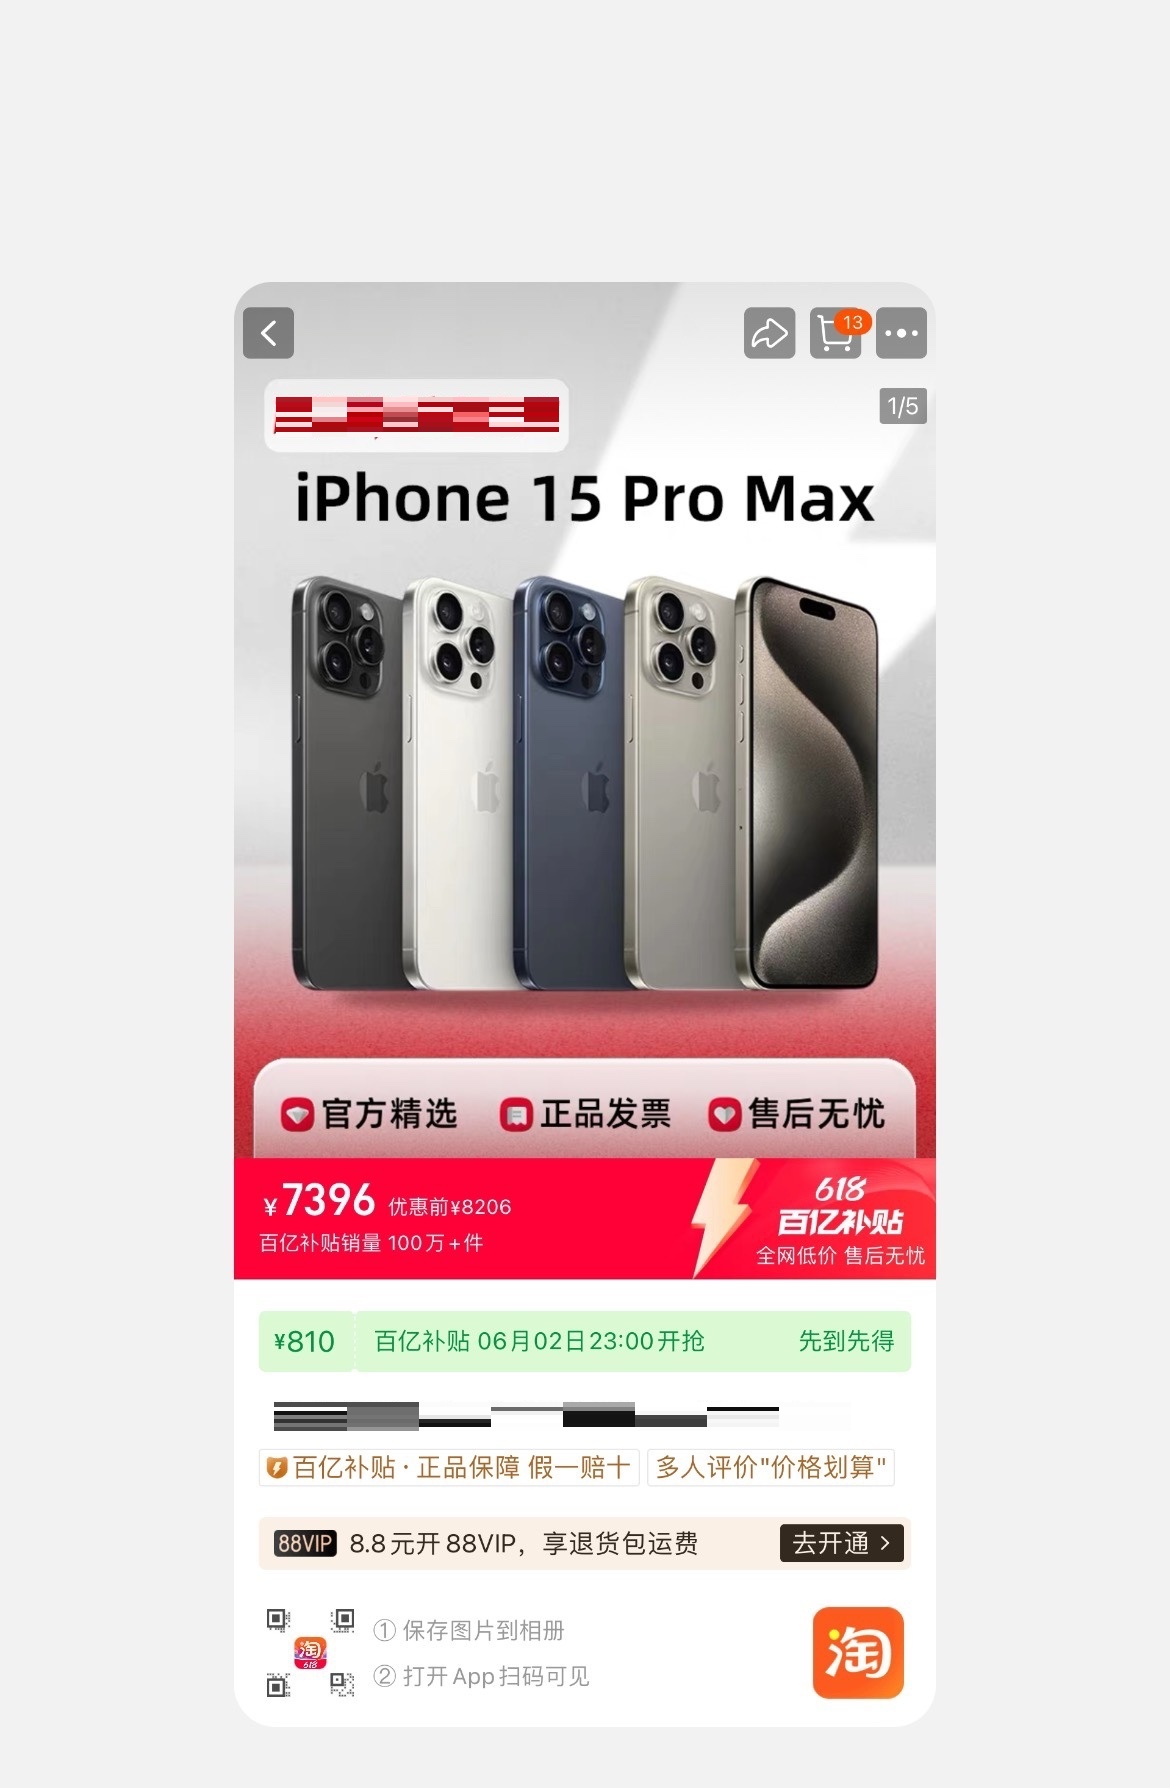 13
1/5
iPhone 15 Pro Max
官方精选 正品发票 售后无忧
¥7396 优惠前¥8206
百亿补贴销量 100万+件
618
百亿补贴
全网低价 售后无忧
¥810 百亿补贴 06月02日23:00开抢 先到先得
百亿补贴·正品保障 假一赔十 多人评价"价格划算"
88VIP 8.8元开88VIP，享退货包运费 去开通
① 保存图片到相册
② 打开App扫码可见
淘
618
淘